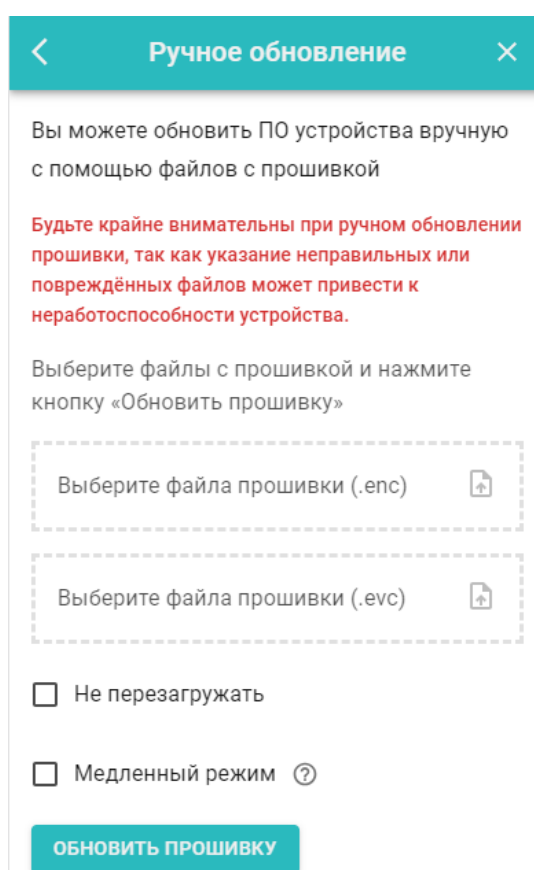 Ручное обновление
Вы можете обновить ПО устройства вручную
с помощью файлов с прошивкой
Будьте крайне внимательны при ручном обновлении
прошивки, так как указание неправильных или
повреждённых файлов может привести к
неработоспособности устройства.
Выберите файлы с прошивкой и нажмите
кнопку «Обновить прошивку»
Выберите файла прошивки (.enc)
Выберите файла прошивки (.evc)
Не перезагружать
Медленный режим ?
ОБНОВИТЬ ПРОШИВКУ